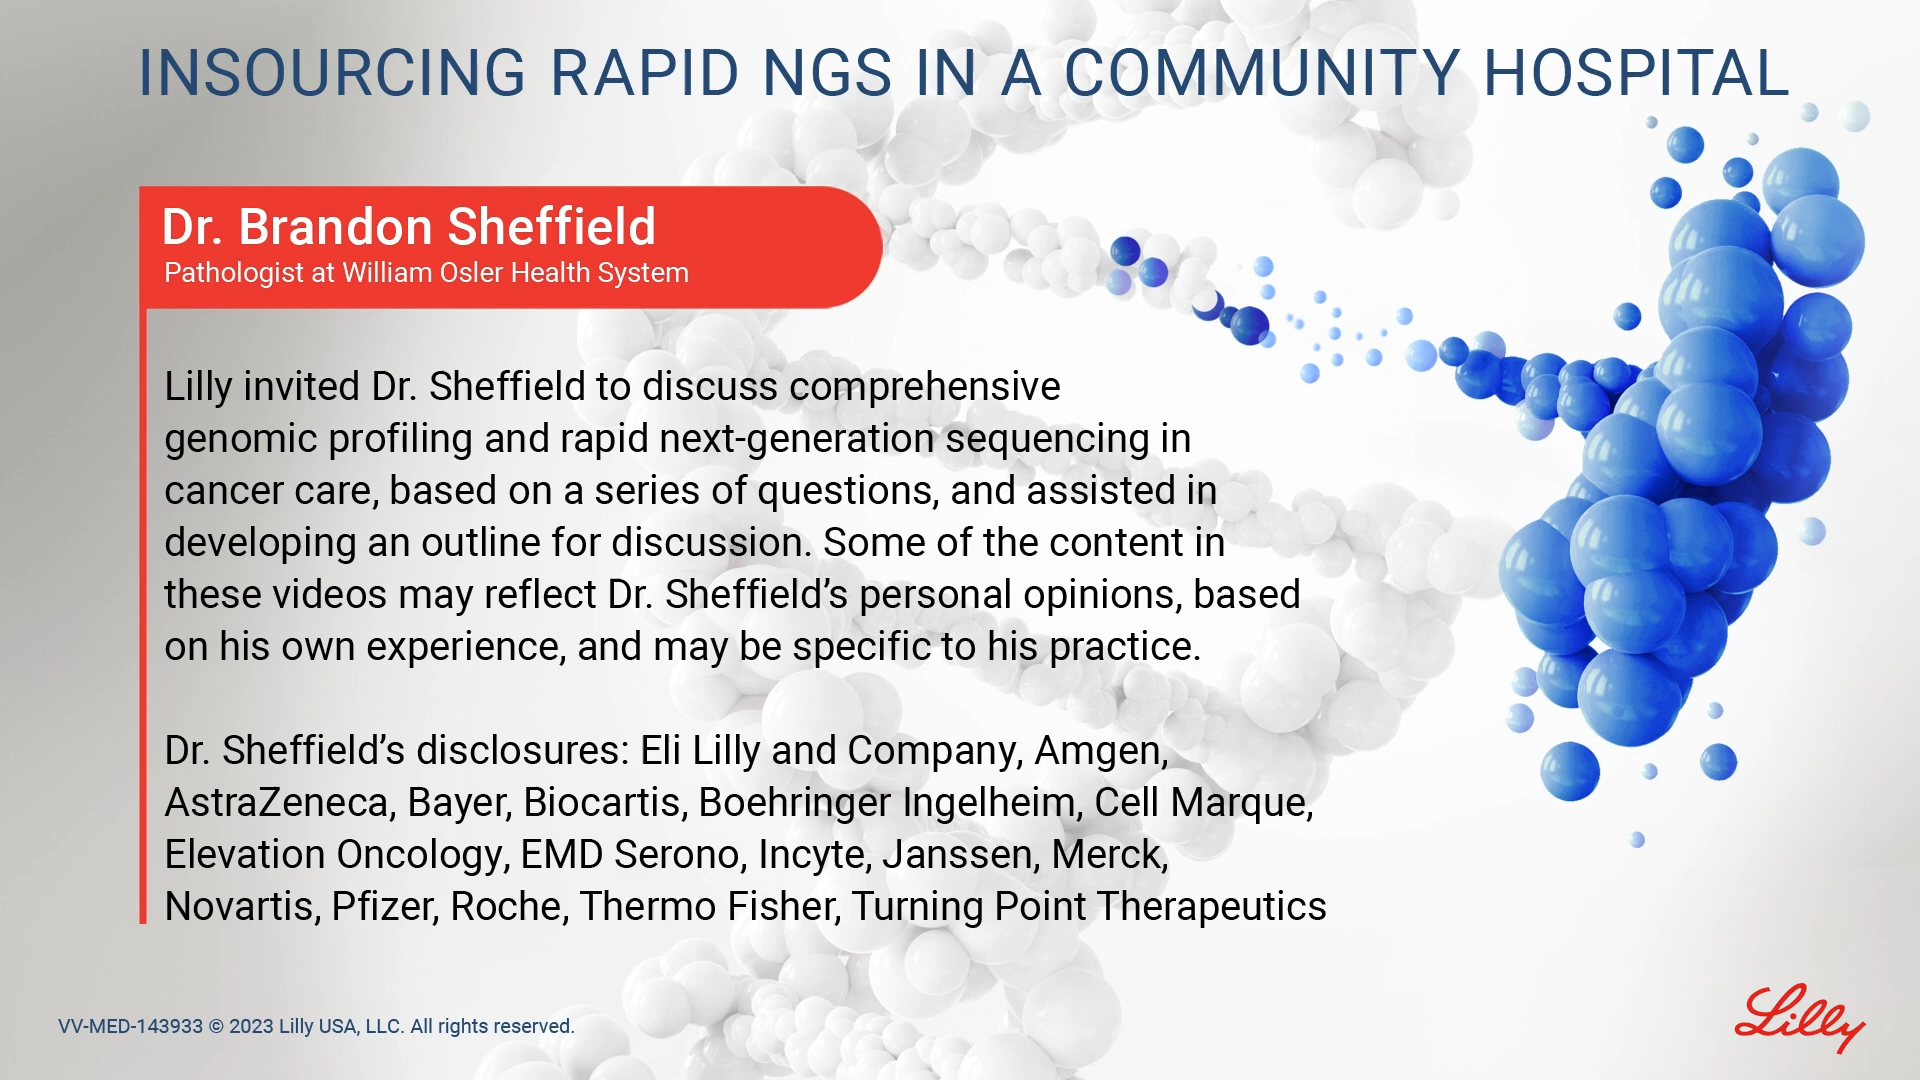 INSOURCING RAPID NGS IN A COMMUNITY HOSPITAL
Dr. Brandon Sheffield
Pathologist at William Osler Health System
Lilly invited Dr. Sheffield to discuss comprehensive
genomic profiling and rapid next-generation sequencing in
cancer care, based on a series of questions, and assisted in
developing an outline for discussion. Some of the content in
these videos may reflect Dr. Sheffield’s personal opinions, based
on his own experience, and may be specific to his practice.
Dr. Sheffield’s disclosures: Eli Lilly and Company, Amgen,
AstraZeneca, Bayer, Biocartis, Boehringer Ingelheim, Cell Marque,
Elevation Oncology, EMD Serono, Incyte, Janssen, Merck,
Novartis, Pfizer, Roche, Thermo Fisher, Turning Point Therapeutics
VV-MED-143933 © 2023 Lilly USA, LLC. All rights reserved.
Lilly